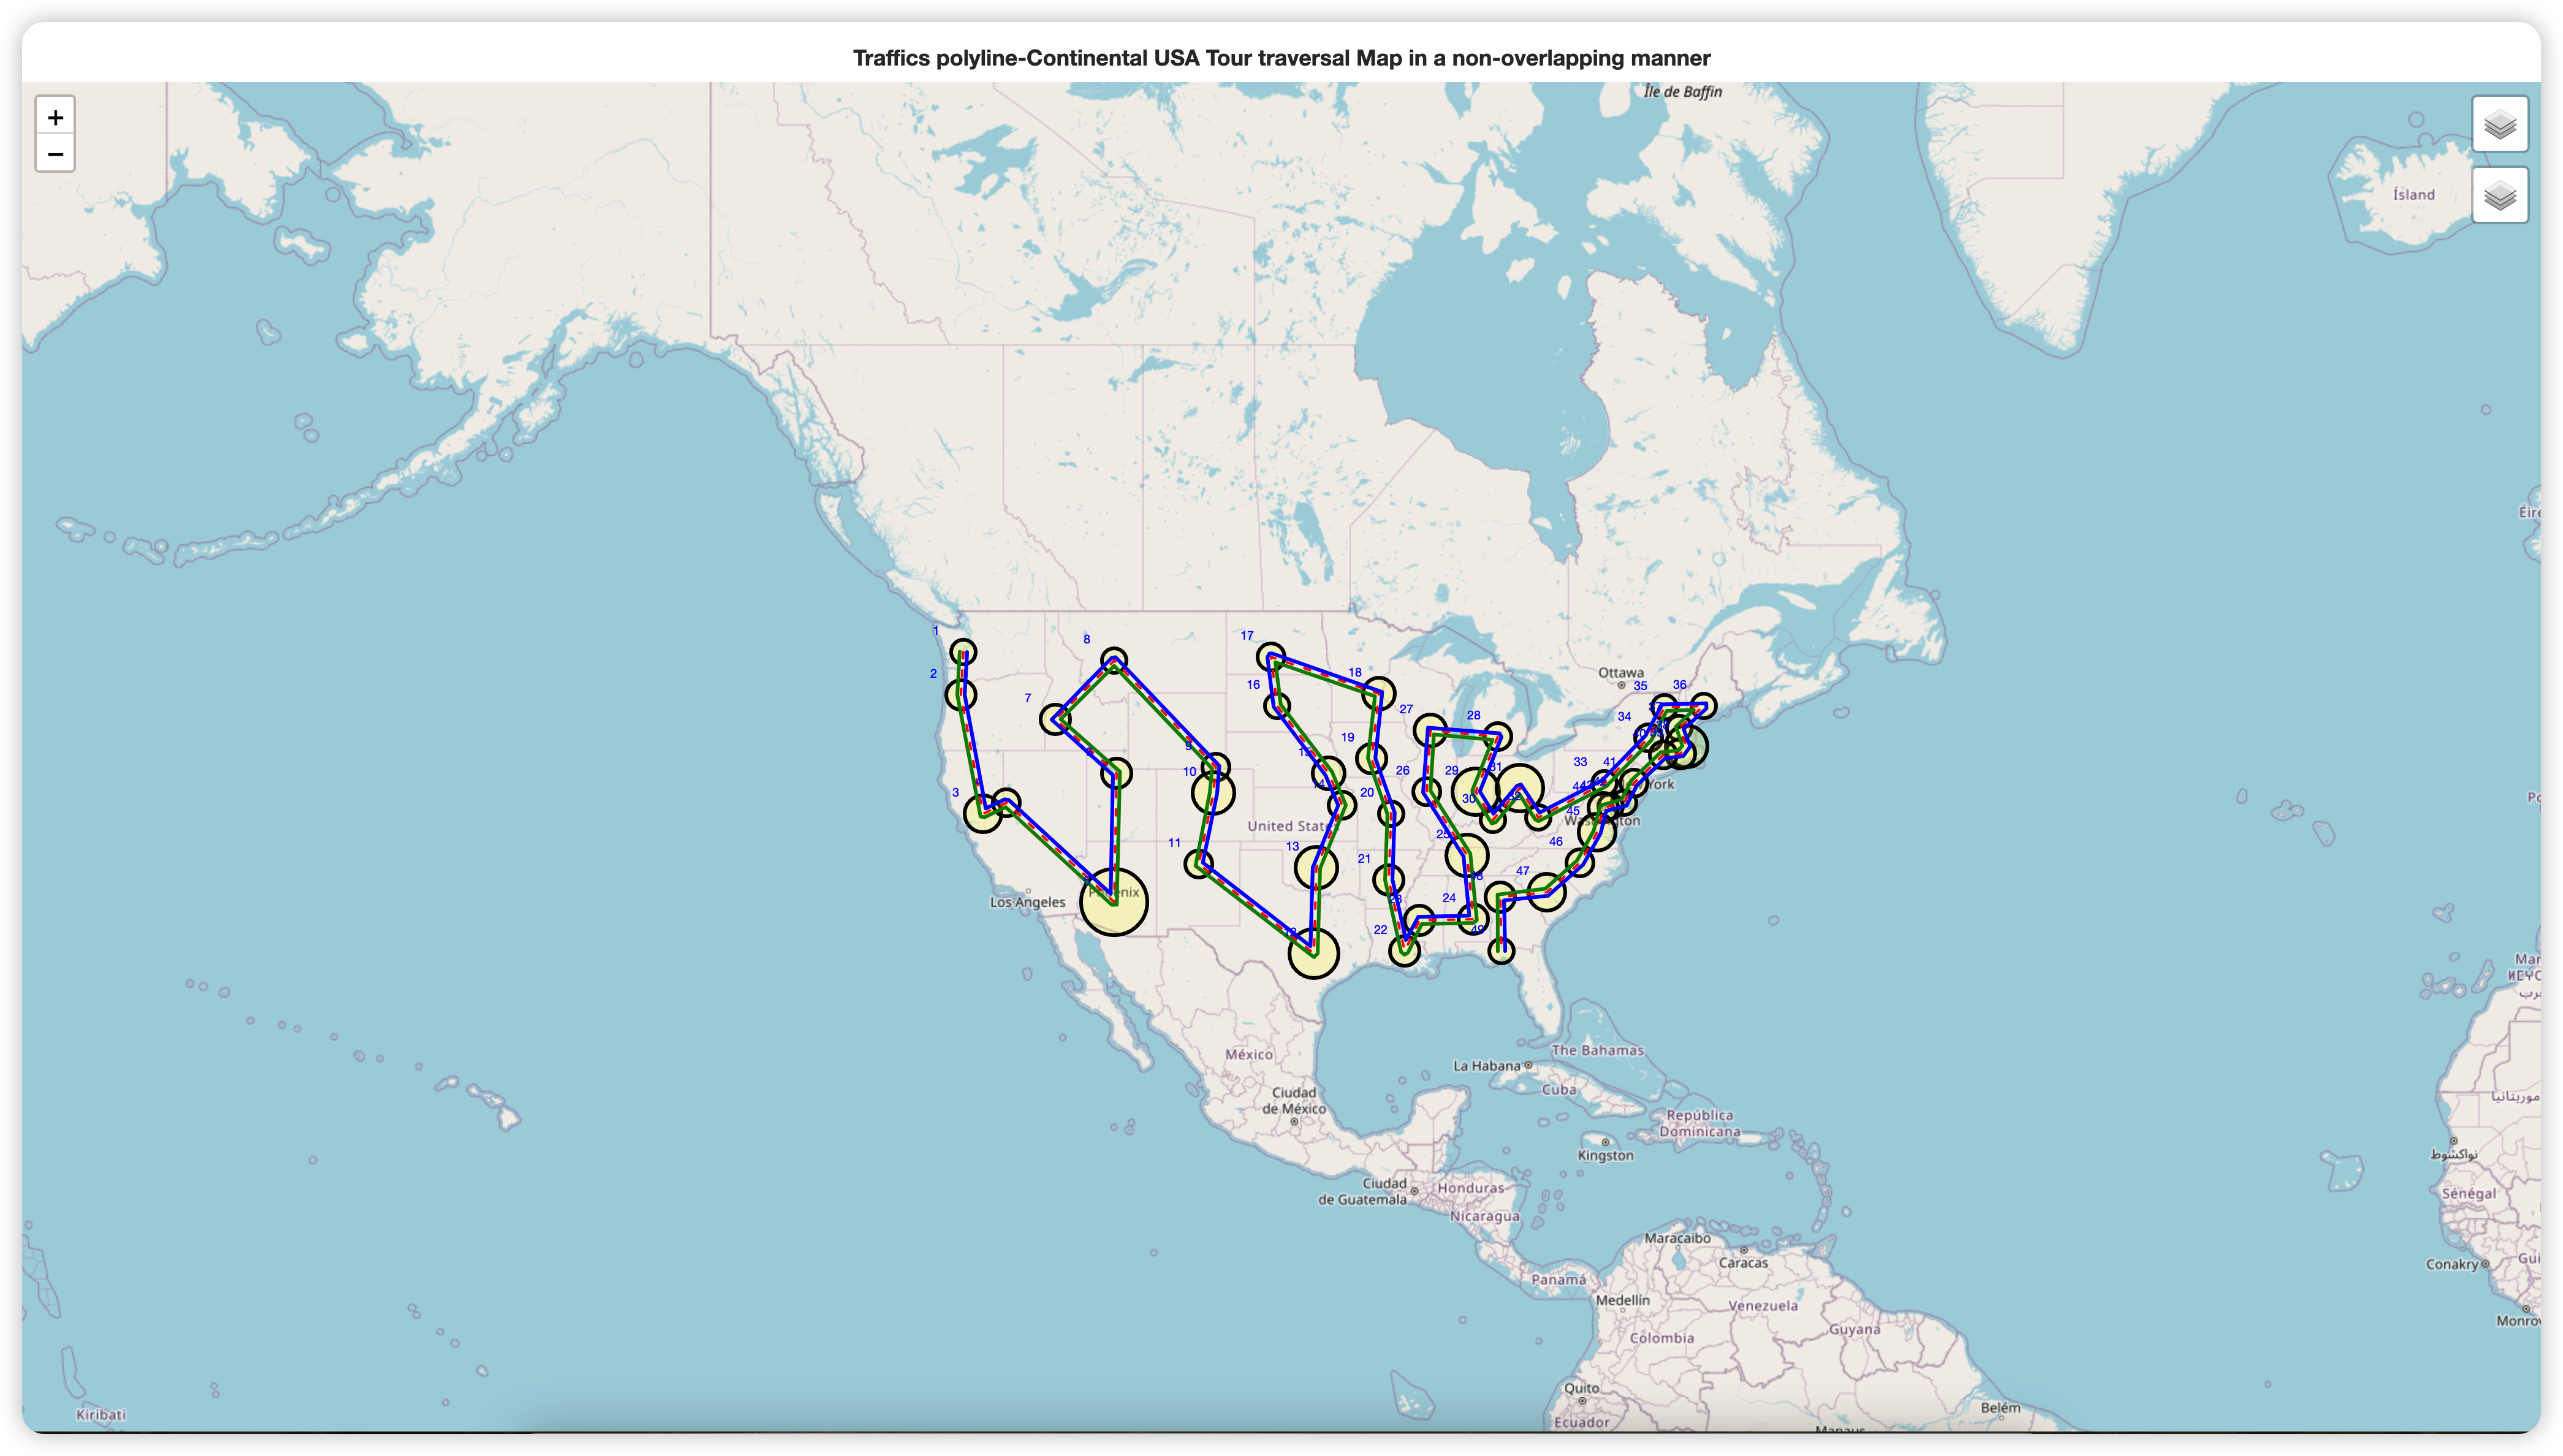 Traffics polyline-Continental USA Tour traversal Map in a non-overlapping manner
+
−
Île de Baffin
Ísland
Éire
1
8
17
2
Ottawa
18
16
35
36
7
27
28
34
19
33
41
10
26
29
31
York
3
20
30
45
Washington
United States
46
13
25
11
21
47
Phoenix
24
Los Angeles
22
49
México
The Bahamas
La Habana
Cuba
Ciudad
de México
República
Dominicana
Kingston
موريتانيا
نواكشوط
Ciudad
de Guatemala
Honduras
Sénégal
Nicaragua
Maracaibo
Caracas
Conakry
Panamá
Medellín
Venezuela
Guyana
Colombia
Quito
Kiribati
Belém
Ecuador